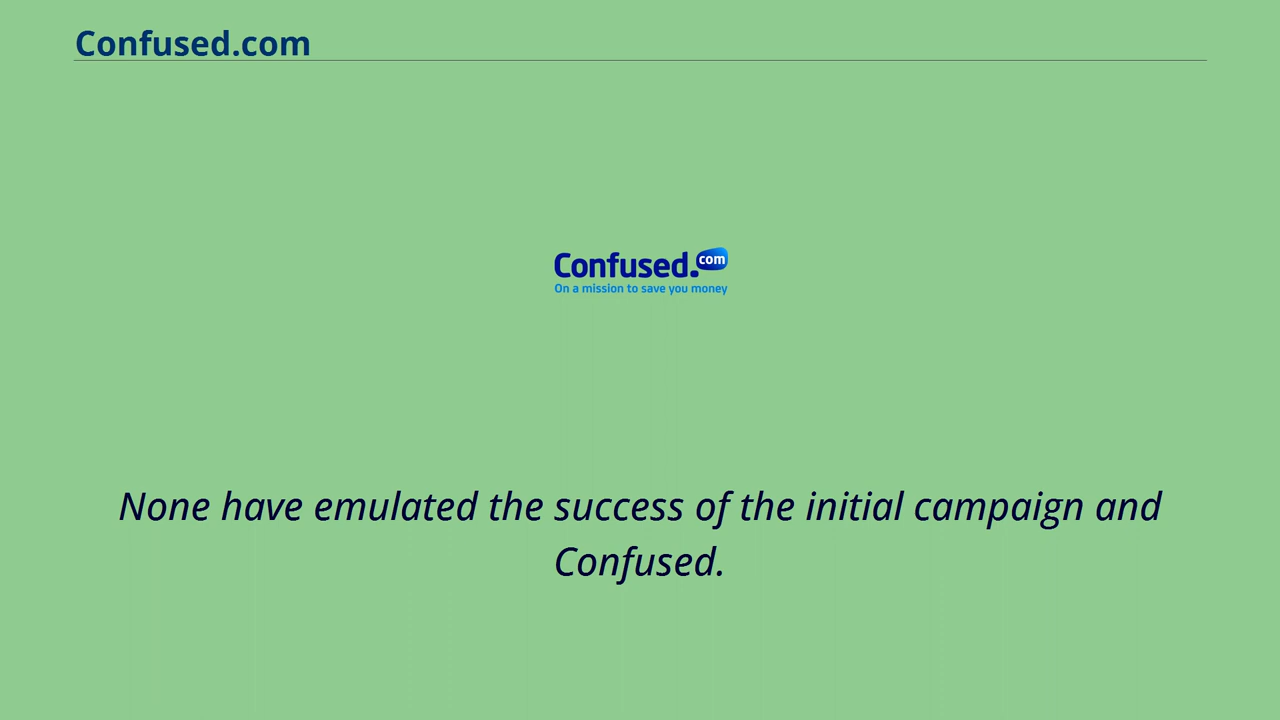 Confused.com
Confused.com
On a mission to save you money
None have emulated the success of the initial campaign and
Confused.